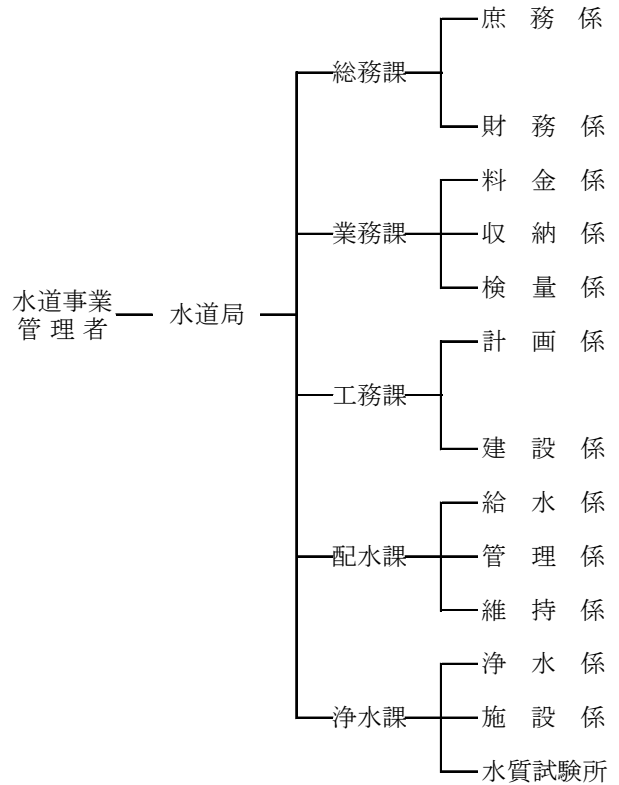 水道事業
管理者
水道局
総務課
庶務係
財務係
業務課
料金係
収納係
検量係
工務課
計画係
建設係
配水課
給水係
管理係
維持係
浄水課
浄水係
施設係
水質試験所